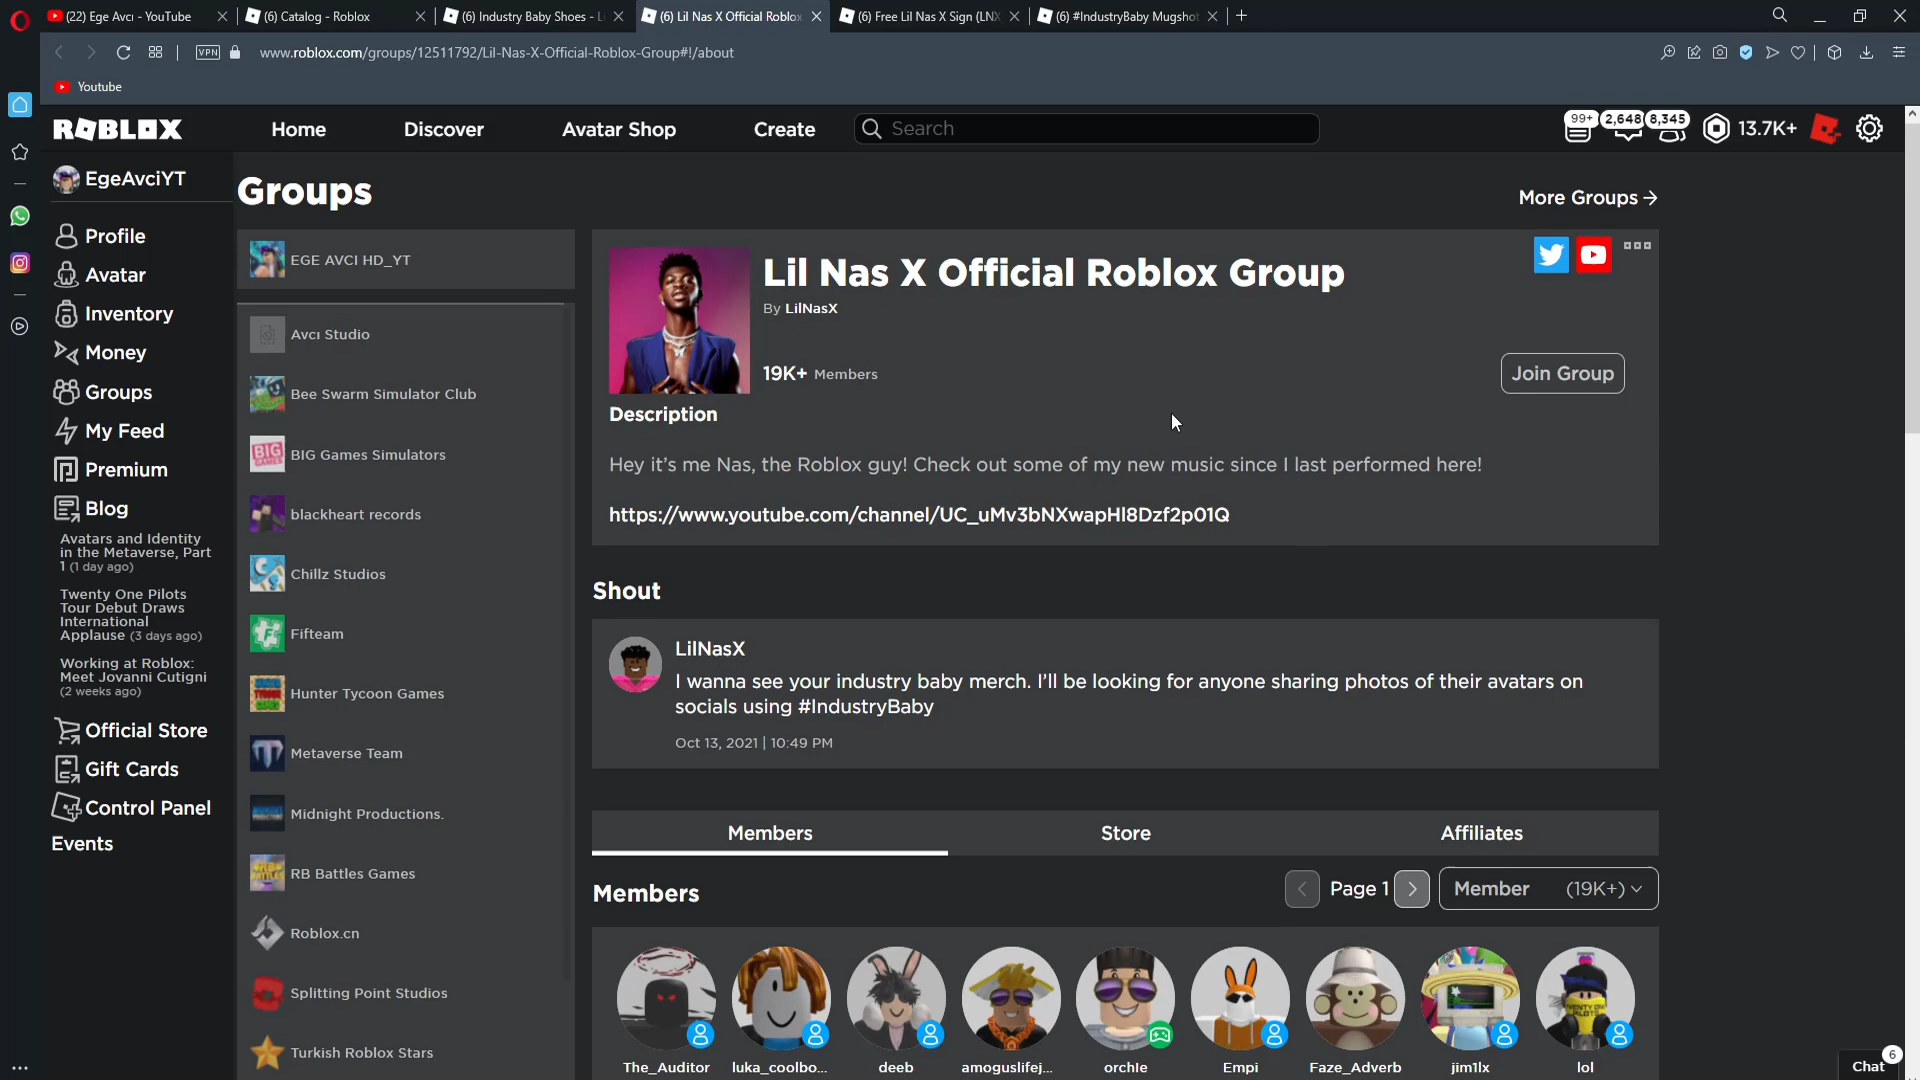 (22) Ege Avcı - YouTube
(6) Catalog - Roblox
(6) Industry Baby Shoes - Li
(6) Lil Nas X Official Roblox
(6) Free Lil Nas X Sign (LNX
(6) #IndustryBaby Mugshot
VPN
www.roblox.com/groups/12511792/Lil-Nas-X-Official-Roblox-Group#!/about
Youtube
ROBLOX
Home
Discover
Avatar Shop
Create
Search
99+
2,648
8,345
13.7K+
EgeAvciYT
Profile
Avatar
Inventory
Money
Groups
My Feed
Premium
Blog
Avatars and Identity
in the Metaverse, Part
1 (1 day ago)
Twenty One Pilots
Tour Debut Draws
International
Applause (3 days ago)
Working at Roblox:
Meet Jovanni Cutigni
(2 weeks ago)
Official Store
Gift Cards
Control Panel
Events
Groups
More Groups
EGE AVCI HD_YT
Avcı Studio
Bee Swarm Simulator Club
BIG
GAMES
BIG Games Simulators
blackheart records
Chillz Studios
Fifteam
HUNTER
TYCOON
GAMES
Hunter Tycoon Games
Metaverse Team
Midnight Productions.
RB Battles Games
Roblox.cn
Splitting Point Studios
Turkish Roblox Stars
Lil Nas X Official Roblox Group
By LilNasX
19K+ Members
Join Group
Description
Hey it's me Nas, the Roblox guy! Check out some of my new music since I last performed here!
https://www.youtube.com/channel/UC_uMv3bNXwapHl8Dzf2p01Q
Shout
LilNasX
I wanna see your industry baby merch. I'll be looking for anyone sharing photos of their avatars on
socials using #IndustryBaby
Oct 13, 2021 | 10:49 PM
Members
Store
Affiliates
Members
Page 1
Member (19K+)
The_Auditor
luka_coolbo...
deeb
amoguslifej...
orchle
Empi
Faze_Adverb
jim1lx
lol
Chat
6